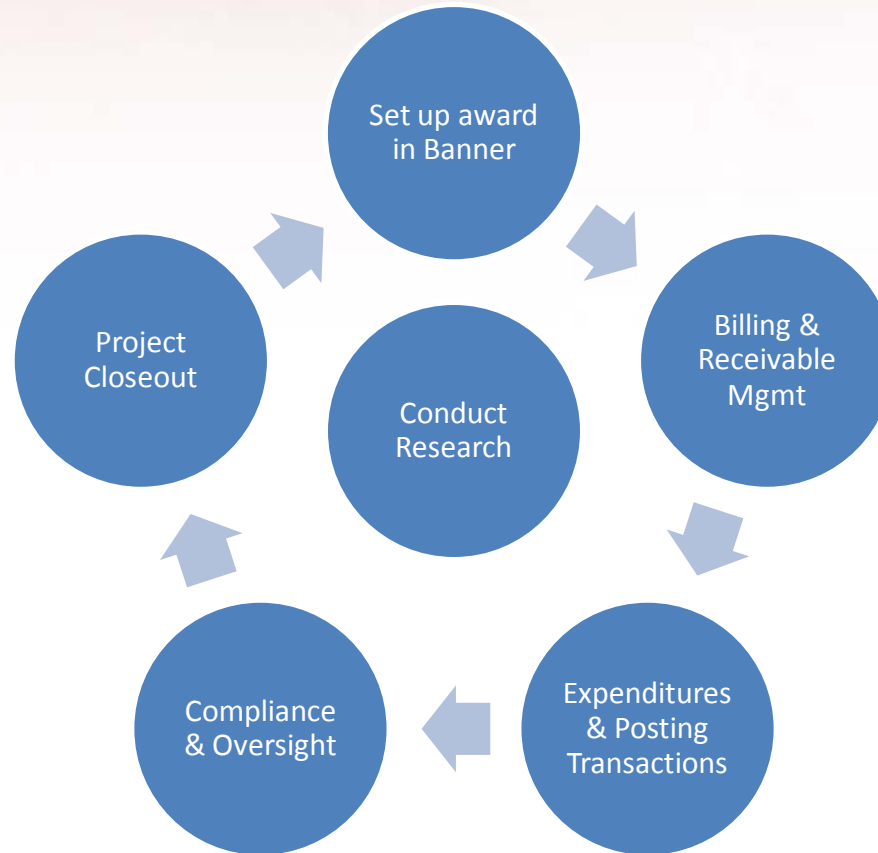 Set up award
in Banner
Billing &
Receivable
Mgmt
Expenditures
& Posting
Transactions
Compliance
& Oversight
Project
Closeout
Conduct
Research